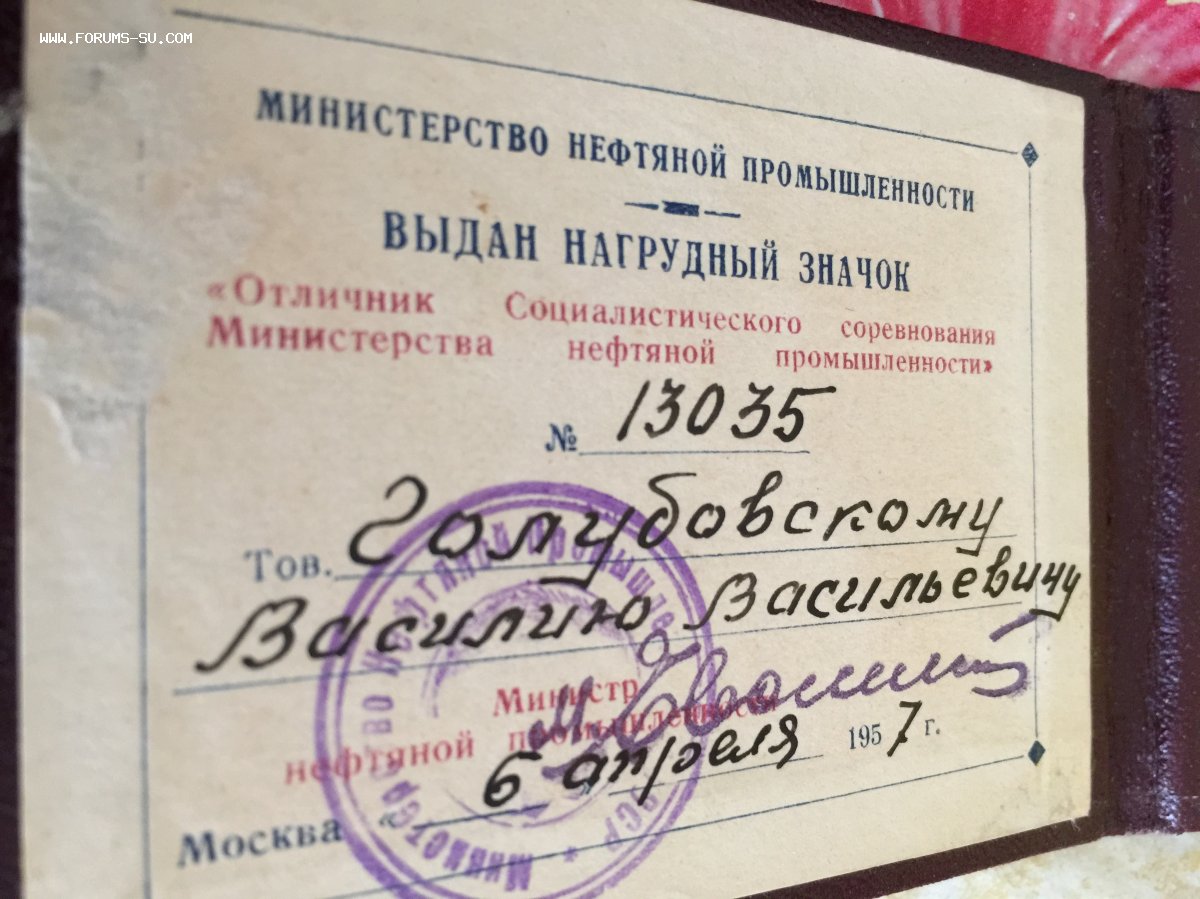 WWW.FORUMS-SU.COM
МИНИСТЕРСТВО НЕФТЯНОЙ ПРОМЫШЛЕННОСТИ
ВЫДАН НАГРУДНЫЙ ЗНАЧОК
«Отличник Социалистического соревнования
Министерства нефтяной промышленности»
№ 13035
Тов. Голубовскому
Василию Васильевичу
Министр
нефтяной промышленности
Москва « 6 апреля 1957 г.